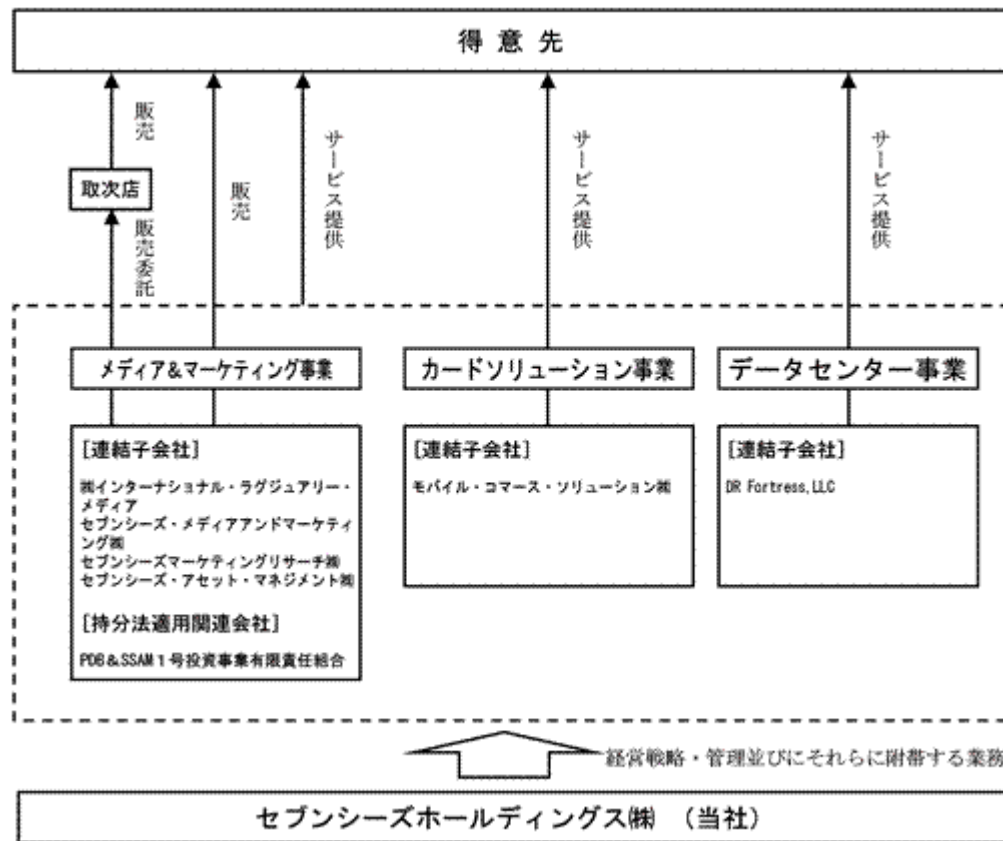 得意先
販売
取次店
販売委託
販売
サービス提供
サービス提供
サービス提供
メディア&マーケティング事業
カードソリューション事業
データセンター事業
[連結子会社]
㈱インターナショナル・ラグジュアリー・
メディア
セブンシーズ・メディアアンドマーケティ
ング㈱
セブンシーズマーケティングリサーチ㈱
セブンシーズ・アセット・マネジメント㈱
[持分法適用関連会社]
PDB&SSAM1号投資事業有限責任組合
[連結子会社]
モバイル・コマース・ソリューション㈱
[連結子会社]
DR Fortress,LLC
経営戦略・管理並びにそれらに附帯する業務
セブンシーズホールディングス㈱ (当社)